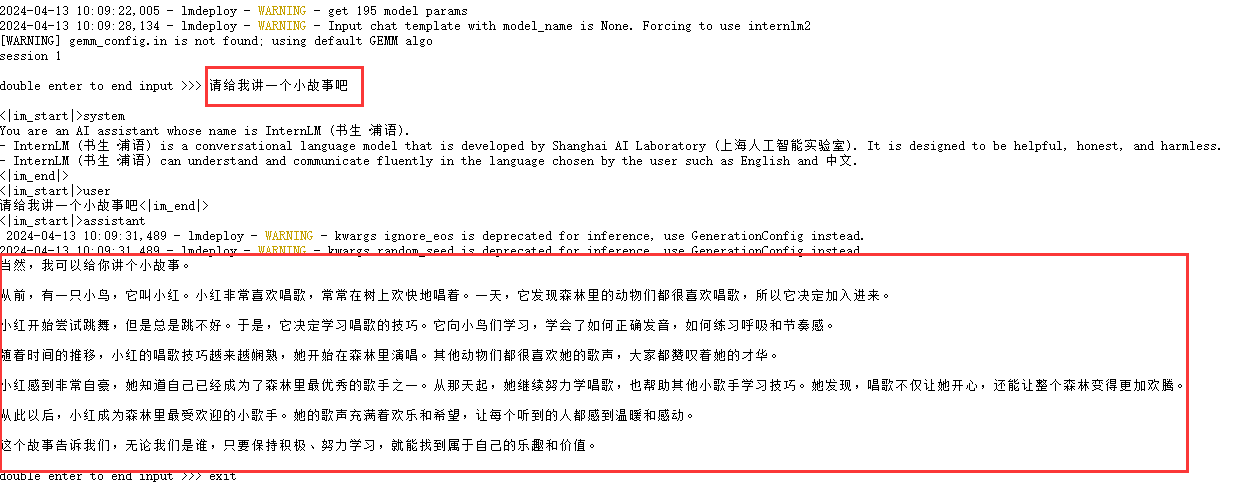 2024-04-13 10:09:22,005 - lmdeploy - WARNING - get 195 model params
2024-04-13 10:09:28,134 - lmdeploy - WARNING - Input chat template with model_name is None. Forcing to use internlm2
[WARNING] gemm_config.in is not found; using default GEMM algo
session 1
double enter to end input >>> 请给我讲一个小故事吧
<|im_start|>system
You are an AI assistant whose name is InternLM (书生·浦语).
- InternLM (书生·浦语) is a conversational language model that is developed by Shanghai AI Laboratory (上海人工智能实验室). It is designed to be helpful, honest, and harmless.
- InternLM (书生·浦语) can understand and communicate fluently in the language chosen by the user such as English and 中文.
<|im_end|>
<|im_start|>user
请给我讲一个小故事吧<|im_end|>
<|im_start|>assistant
2024-04-13 10:09:31,489 - lmdeploy - WARNING - kwargs ignore_eos is deprecated for inference, use GenerationConfig instead.
2024-04-13 10:09:31,489 - lmdeploy - WARNING - kwargs random_seed is deprecated for inference, use GenerationConfig instead.
当然，我可以给你讲个小故事。
从前，有一只小鸟，它叫小红。小红非常喜欢唱歌，常常在树上欢快地唱着。一天，它发现森林里的动物们都很喜欢唱歌，所以它决定加入进来。
小红开始尝试跳舞，但是总是跳不好。于是，它决定学习唱歌的技巧。它向小鸟们学习，学会了如何正确发音，如何练习呼吸和节奏感。
随着时间的推移，小红的唱歌技巧越来越娴熟，她开始在森林里演唱。其他动物们都很喜欢她的歌声，大家都赞叹着她的才华。
小红感到非常自豪，她知道自己已经成为了森林里最优秀的歌手之一。从那天起，她继续努力学唱歌，也帮助其他小歌手学习技巧。她发现，唱歌不仅让她开心，还能让整个森林变得更加欢腾。
从此以后，小红成为森林里最受欢迎的小歌手。她的歌声充满着欢乐和希望，让每个听到的人都感到温暖和感动。
这个故事告诉我们，无论我们是谁，只要保持积极、努力学习，就能找到属于自己的乐趣和价值。
double enter to end input >>> exit